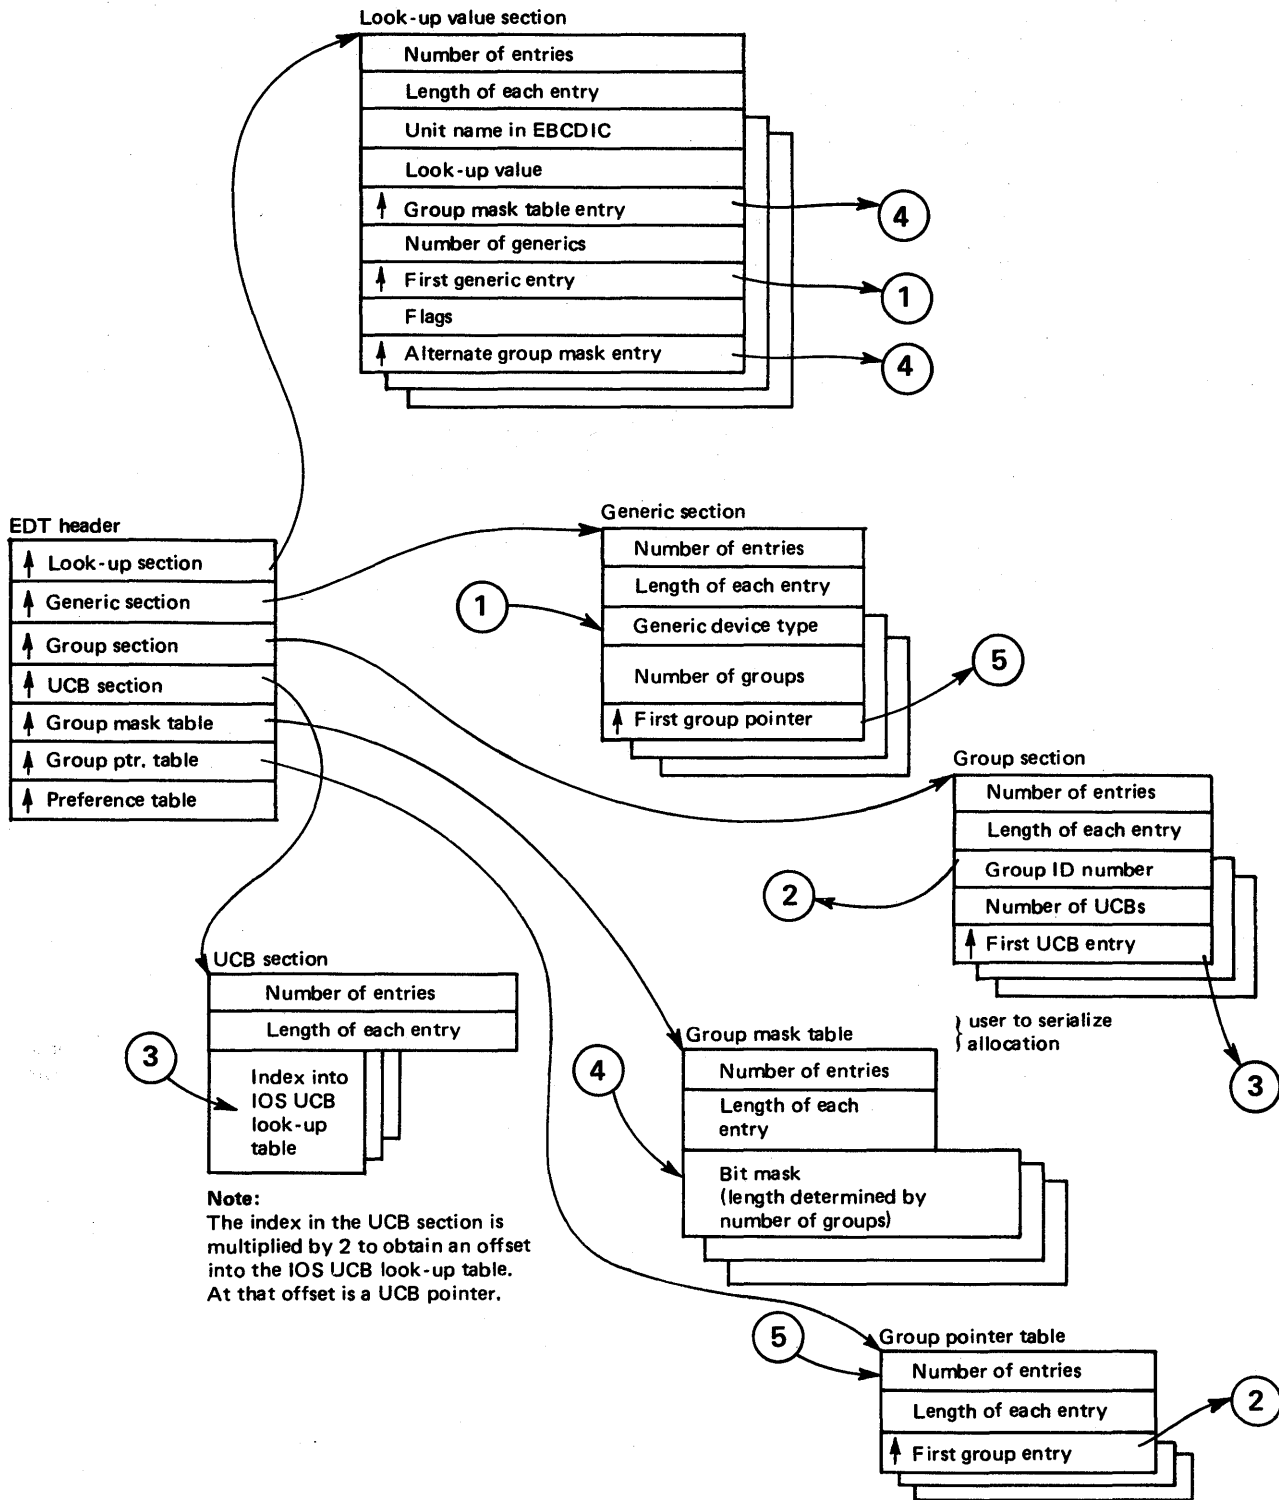 Look-up value section
Number of entries
Length of each entry
Unit name in EBCDIC
Look-up value
Group mask table entry
4
Number of generics
First generic entry
1
Flags
Alternate group mask entry
4
EDT header
Look-up section
Generic section
Group section
UCB section
Group mask table
Group ptr. table
Preference table
Generic section
Number of entries
Length of each entry
1
Generic device type
Number of groups
5
First group pointer
Group section
Number of entries
Length of each entry
Group ID number
2
Number of UCBs
First UCB entry
} user to serialize
} allocation
3
UCB section
Number of entries
Length of each entry
3
Index into
IOS UCB
look-up
table
Note:
The index in the UCB section is
multiplied by 2 to obtain an offset
into the IOS UCB look-up table.
At that offset is a UCB pointer.
Group mask table
Number of entries
4
Length of each
entry
Bit mask
(length determined by
number of groups)
Group pointer table
5
Number of entries
Length of each entry
2
First group entry